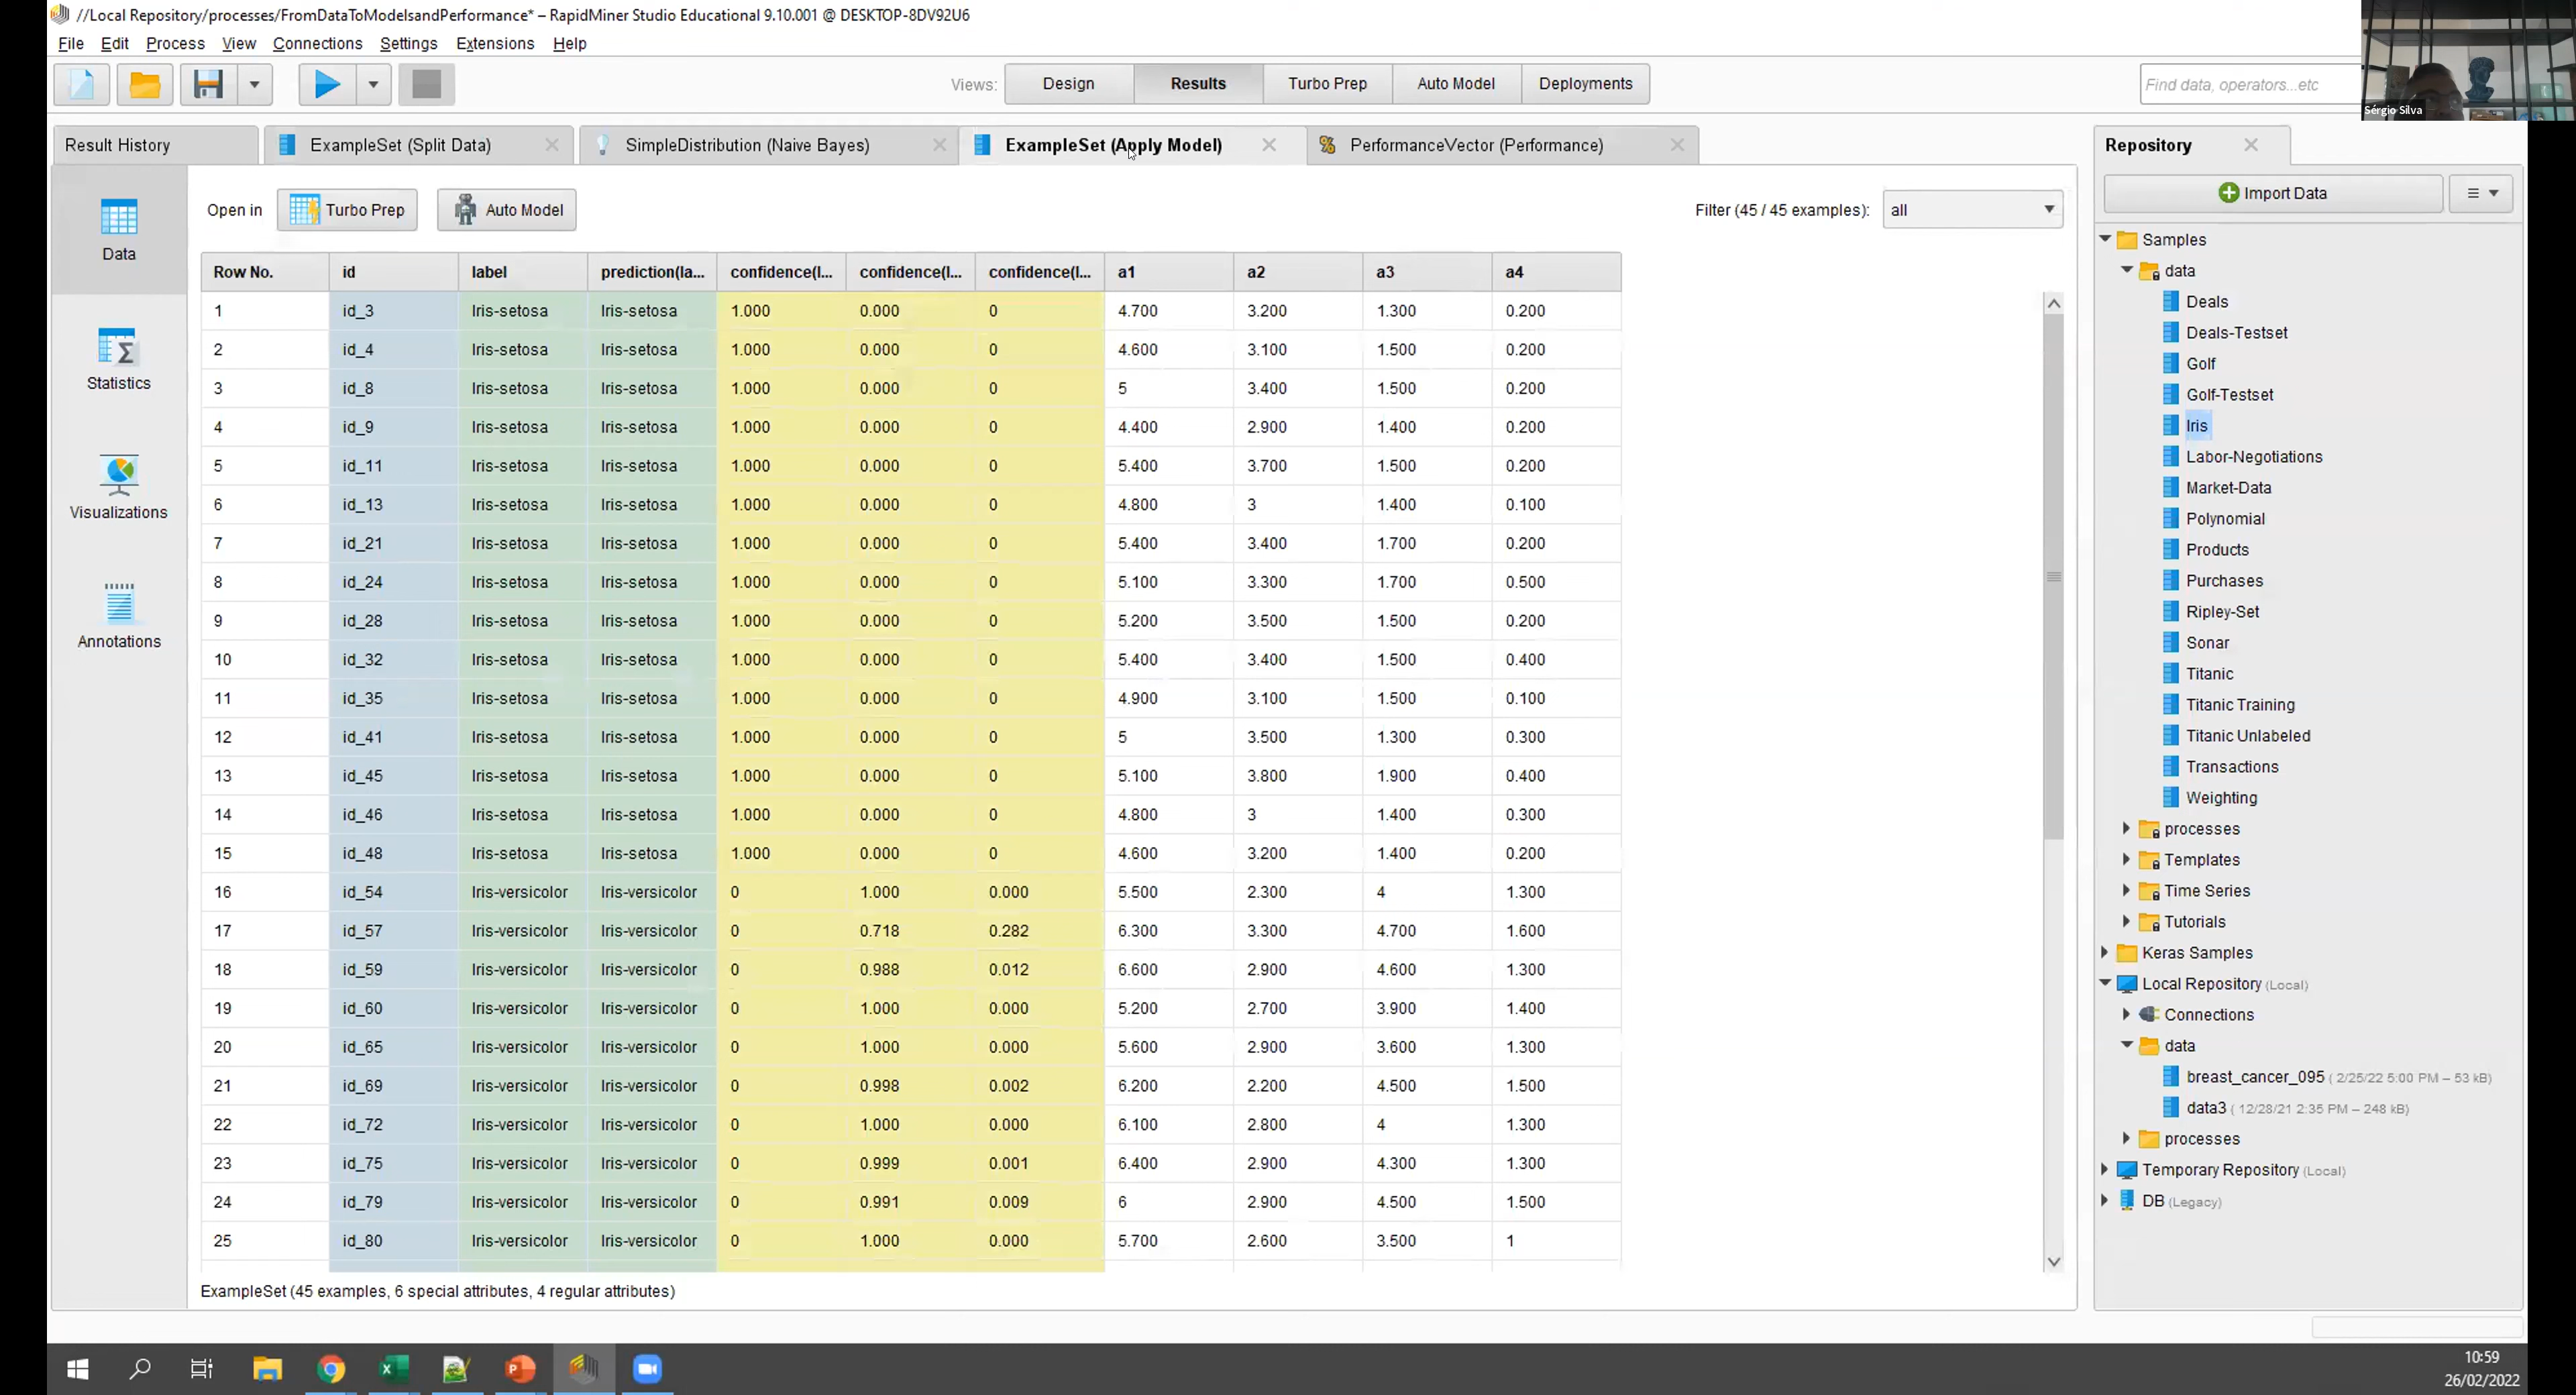 //Local Repository/processes/FromDataToModelsandPerformance* – RapidMiner Studio Educational 9.10.001 @ DESKTOP-8DV92U6
File Edit Process View Connections Settings Extensions Help
Views: Design Results Turbo Prep Auto Model Deployments
Find data, operators...etc
Sérgio Silva
Result History ExampleSet (Split Data) SimpleDistribution (Naive Bayes) ExampleSet (Apply Model) PerformanceVector (Performance)
Open in Turbo Prep Auto Model
Filter (45 / 45 examples): all
Data
Statistics
Visualizations
Annotations
Row No. id label prediction(la... confidence(I... confidence(I... confidence(I... a1 a2 a3 a4
1 id_3 Iris-setosa Iris-setosa 1.000 0.000 0 4.700 3.200 1.300 0.200
2 id_4 Iris-setosa Iris-setosa 1.000 0.000 0 4.600 3.100 1.500 0.200
3 id_8 Iris-setosa Iris-setosa 1.000 0.000 0 5 3.400 1.500 0.200
4 id_9 Iris-setosa Iris-setosa 1.000 0.000 0 4.400 2.900 1.400 0.200
5 id_11 Iris-setosa Iris-setosa 1.000 0.000 0 5.400 3.700 1.500 0.200
6 id_13 Iris-setosa Iris-setosa 1.000 0.000 0 4.800 3 1.400 0.100
7 id_21 Iris-setosa Iris-setosa 1.000 0.000 0 5.400 3.400 1.700 0.200
8 id_24 Iris-setosa Iris-setosa 1.000 0.000 0 5.100 3.300 1.700 0.500
9 id_28 Iris-setosa Iris-setosa 1.000 0.000 0 5.200 3.500 1.500 0.200
10 id_32 Iris-setosa Iris-setosa 1.000 0.000 0 5.400 3.400 1.500 0.400
11 id_35 Iris-setosa Iris-setosa 1.000 0.000 0 4.900 3.100 1.500 0.100
12 id_41 Iris-setosa Iris-setosa 1.000 0.000 0 5 3.500 1.300 0.300
13 id_45 Iris-setosa Iris-setosa 1.000 0.000 0 5.100 3.800 1.900 0.400
14 id_46 Iris-setosa Iris-setosa 1.000 0.000 0 4.800 3 1.400 0.300
15 id_48 Iris-setosa Iris-setosa 1.000 0.000 0 4.600 3.200 1.400 0.200
16 id_54 Iris-versicolor Iris-versicolor 0 1.000 0.000 5.500 2.300 4 1.300
17 id_57 Iris-versicolor Iris-versicolor 0 0.718 0.282 6.300 3.300 4.700 1.600
18 id_59 Iris-versicolor Iris-versicolor 0 0.988 0.012 6.600 2.900 4.600 1.300
19 id_60 Iris-versicolor Iris-versicolor 0 1.000 0.000 5.200 2.700 3.900 1.400
20 id_65 Iris-versicolor Iris-versicolor 0 1.000 0.000 5.600 2.900 3.600 1.300
21 id_69 Iris-versicolor Iris-versicolor 0 0.998 0.002 6.200 2.200 4.500 1.500
22 id_72 Iris-versicolor Iris-versicolor 0 1.000 0.000 6.100 2.800 4 1.300
23 id_75 Iris-versicolor Iris-versicolor 0 0.999 0.001 6.400 2.900 4.300 1.300
24 id_79 Iris-versicolor Iris-versicolor 0 0.991 0.009 6 2.900 4.500 1.500
25 id_80 Iris-versicolor Iris-versicolor 0 1.000 0.000 5.700 2.600 3.500 1
ExampleSet (45 examples, 6 special attributes, 4 regular attributes)
Repository
Import Data
Samples
data
Deals
Deals-Testset
Golf
Golf-Testset
Iris
Labor-Negotiations
Market-Data
Polynomial
Products
Purchases
Ripley-Set
Sonar
Titanic
Titanic Training
Titanic Unlabeled
Transactions
Weighting
processes
Templates
Time Series
Tutorials
Keras Samples
Local Repository (Local)
Connections
data
breast_cancer_095 ( 2/25/22 5:00 PM – 53 kB)
data3 ( 12/28/21 2:35 PM – 248 kB)
processes
Temporary Repository (Local)
DB (Legacy)
10:59
26/02/2022